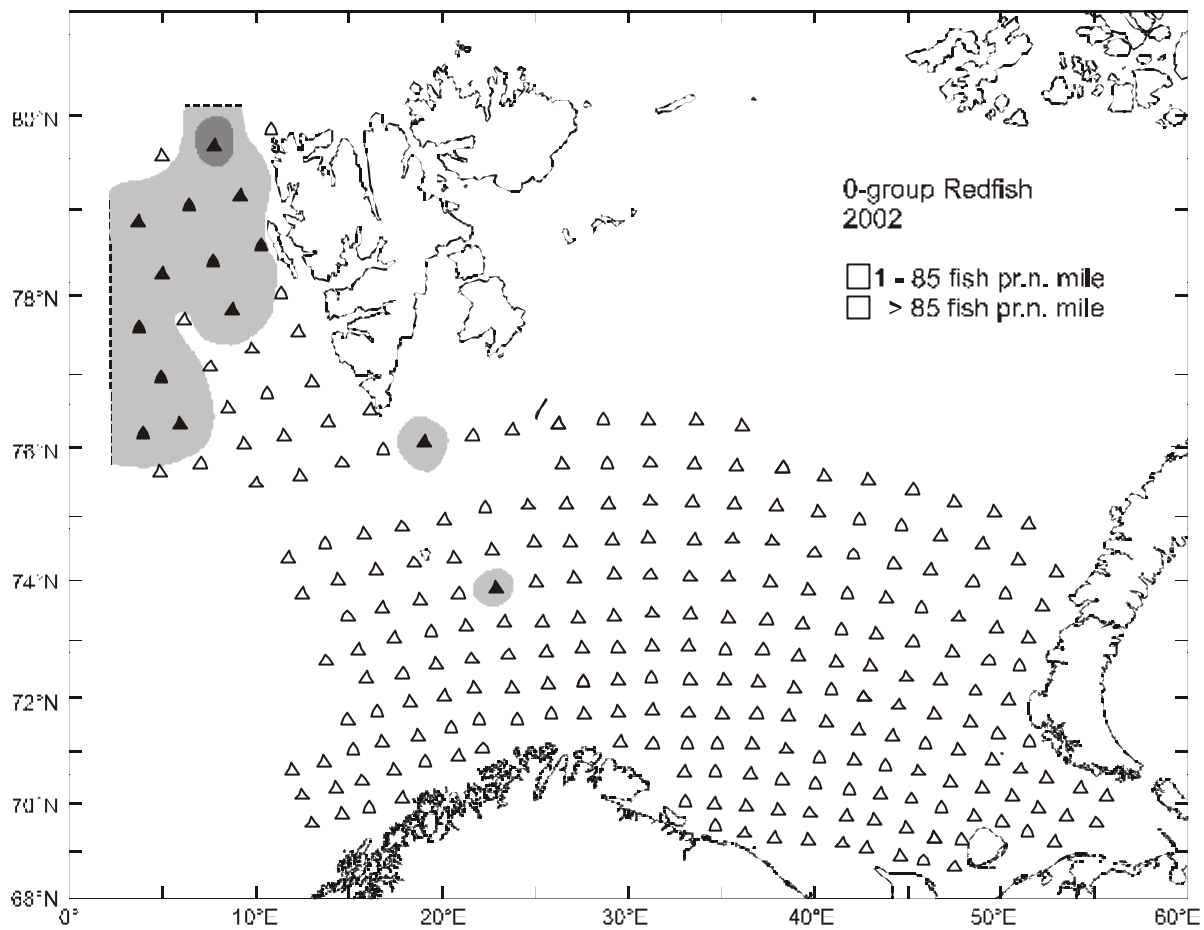 80°N
0-group Redfish
2002
1 - 85 fish pr.n. mile
> 85 fish pr.n. mile
78°N
76°N
74°N
72°N
70°N
68°N
0° 10°E 20°E 30°E 40°E 50°E 60°E